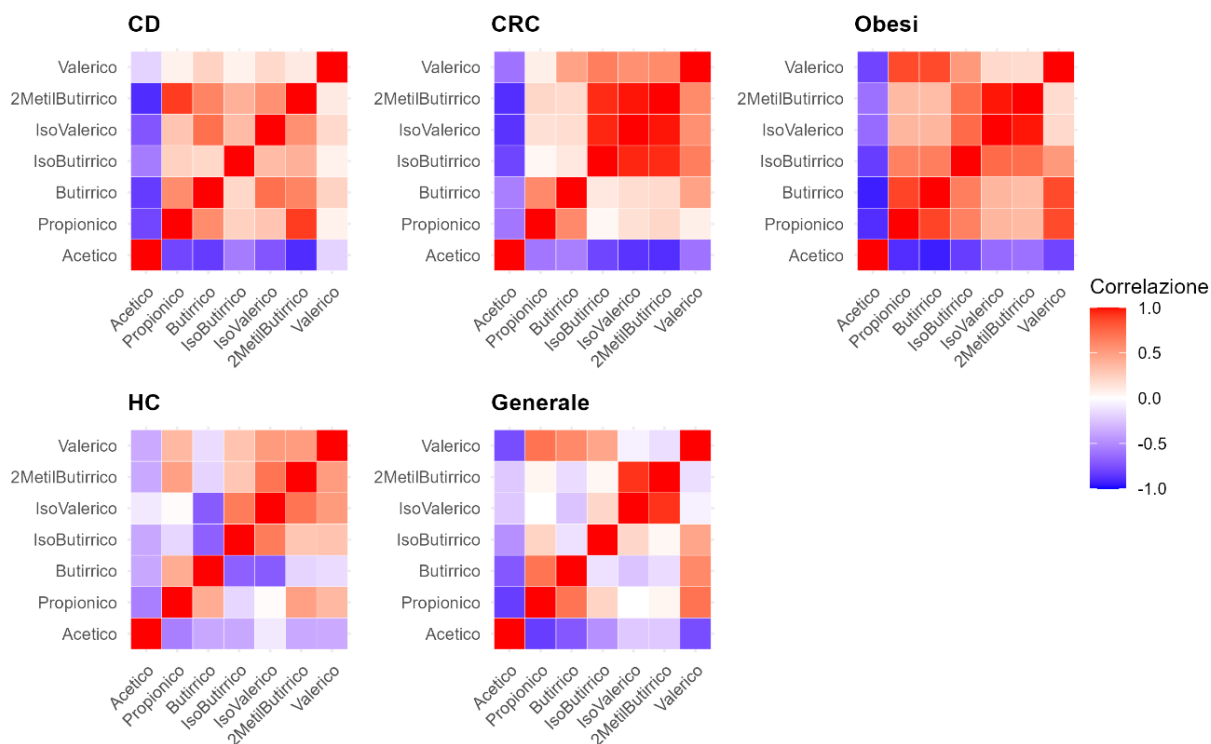 CD
Valerico
2MetilButirrico
IsoValerico
IsoButirrico
Butirrico
Propionico
Acetico
Acetico
Propionico
Butirrico
IsoButirrico
IsoValerico
2MetilButirrico
Valerico
CRC
Valerico
2MetilButirrico
IsoValerico
IsoButirrico
Butirrico
Propionico
Acetico
Acetico
Propionico
Butirrico
IsoButirrico
IsoValerico
2MetilButirrico
Valerico
Obesi
Valerico
2MetilButirrico
IsoValerico
IsoButirrico
Butirrico
Propionico
Acetico
Acetico
Propionico
Butirrico
IsoButirrico
IsoValerico
2MetilButirrico
Valerico
Correlazione
1.0
0.5
0.0
-0.5
-1.0
HC
Valerico
2MetilButirrico
IsoValerico
IsoButirrico
Butirrico
Propionico
Acetico
Acetico
Propionico
Butirrico
IsoButirrico
IsoValerico
2MetilButirrico
Valerico
Generale
Valerico
2MetilButirrico
IsoValerico
IsoButirrico
Butirrico
Propionico
Acetico
Acetico
Propionico
Butirrico
IsoButirrico
IsoValerico
2MetilButirrico
Valerico